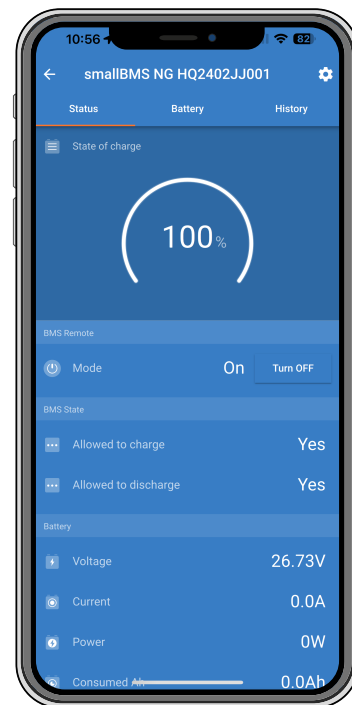 10:56 82
smallBMS NG HQ2402JJ001
Status Battery History
State of charge
100%
BMS Remote
Mode On Turn OFF
BMS State
Allowed to charge Yes
Allowed to discharge Yes
Battery
Voltage 26.73V
Current 0.0A
Power 0W
Consumed Ah 0.0Ah